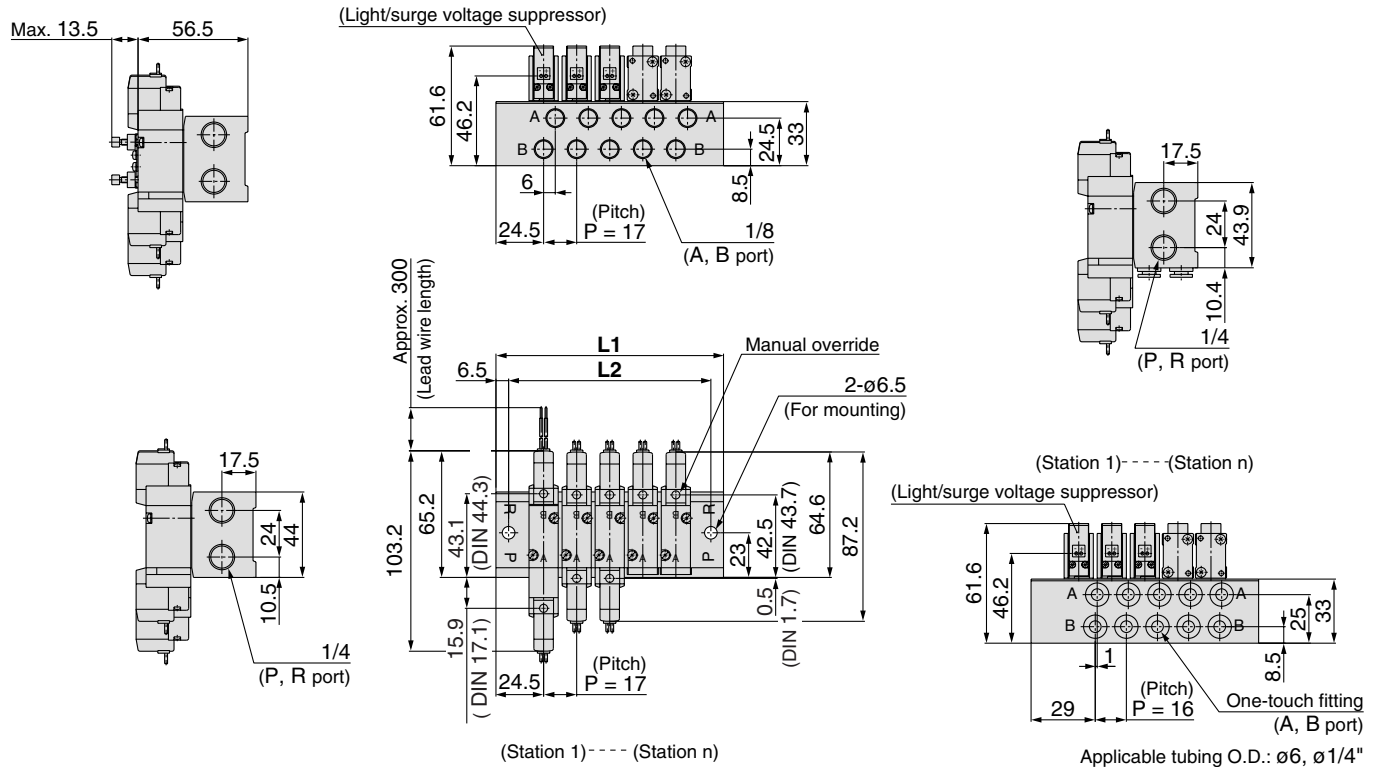 Max. 13.5
56.5
(Light/surge voltage suppressor)
61.6
46.2
A
A
B
B
24.5
33
8.5
6
24.5
(Pitch)
P = 17
1/8
(A, B port)
17.5
24
43.9
10.4
1/4
(P, R port)
Approx. 300
(Lead wire length)
L1
L2
6.5
Manual override
2-ø6.5
(For mounting)
103.2
65.2
43.1
(DIN 44.3)
R
P
B
B
B
B
B
A
A
A
A
A
R
P
23
42.5
(DIN 43.7)
64.6
87.2
0.5
(DIN 1.7)
15.9
( DIN 17.1)
24.5
(Pitch)
P = 17
(Station 1)----(Station n)
17.5
24
44
10.5
1/4
(P, R port)
(Station 1)-----(Station n)
(Light/surge voltage suppressor)
61.6
46.2
A
A
B
B
25
33
8.5
1
29
(Pitch)
P = 16
One-touch fitting
(A, B port)
Applicable tubing O.D.: ø6, ø1/4"